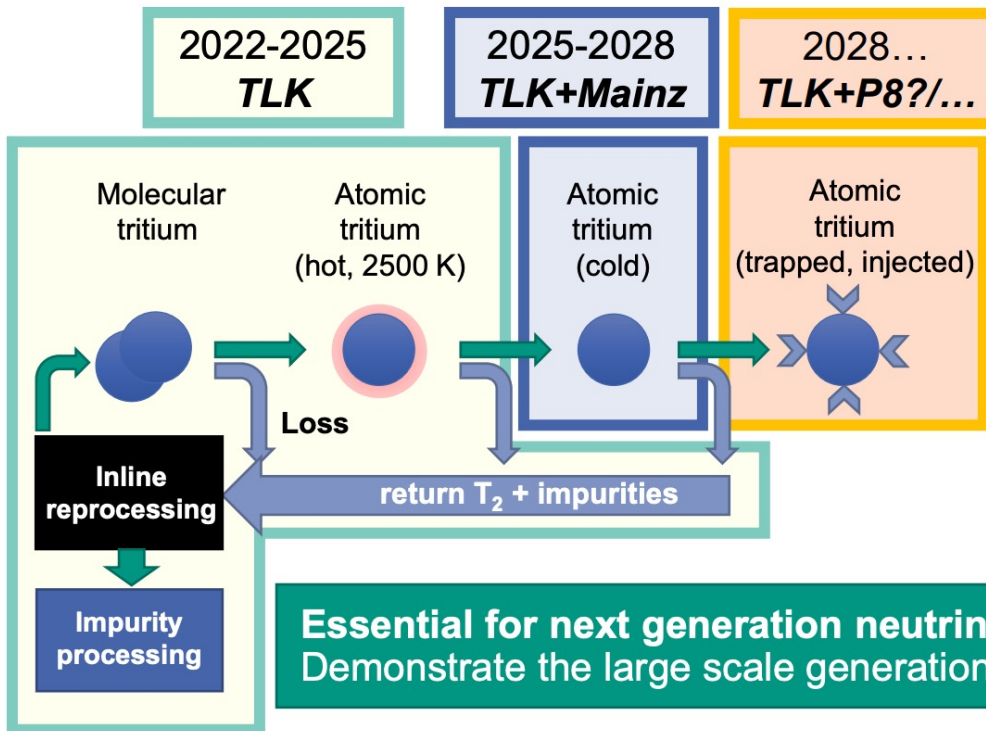 2022-2025
TLK
2025-2028
TLK+Mainz
2028…
TLK+P8?/…
Molecular
tritium
Atomic
tritium
(hot, 2500 K)
Atomic
tritium
(cold)
Atomic
tritium
(trapped, injected)
Loss
Inline
reprocessing
return T₂ + impurities
Impurity
processing
Essential for next generation neutrin
Demonstrate the large scale generation